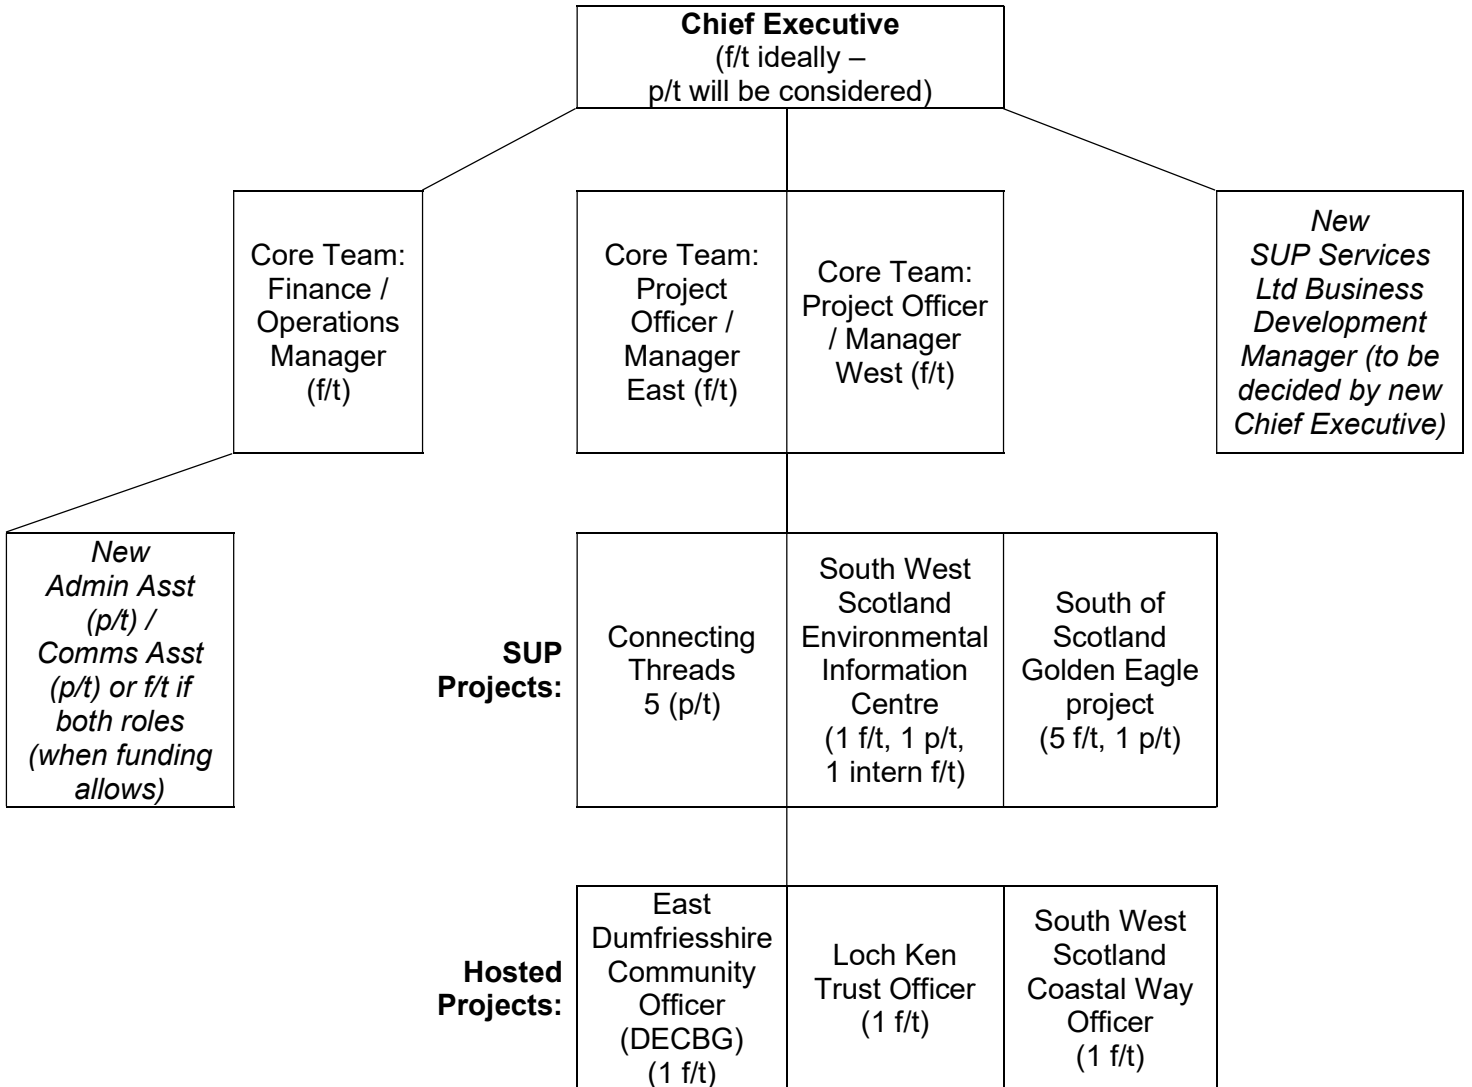 Chief Executive
(f/t ideally –
p/t will be considered)
Core Team:
Finance /
Operations
Manager
(f/t)
Core Team:
Project
Officer /
Manager
East (f/t)
Core Team:
Project Officer
/ Manager
West (f/t)
New
SUP Services
Ltd Business
Development
Manager (to be
decided by new
Chief Executive)
New
Admin Asst
(p/t) /
Comms Asst
(p/t) or f/t if
both roles
(when funding
allows)
SUP
Projects:
Connecting
Threads
5 (p/t)
South West
Scotland
Environmental
Information
Centre
(1 f/t, 1 p/t,
1 intern f/t)
South of
Scotland
Golden Eagle
project
(5 f/t, 1 p/t)
Hosted
Projects:
East
Dumfriesshire
Community
Officer
(DECBG)
(1 f/t)
Loch Ken
Trust Officer
(1 f/t)
South West
Scotland
Coastal Way
Officer
(1 f/t)